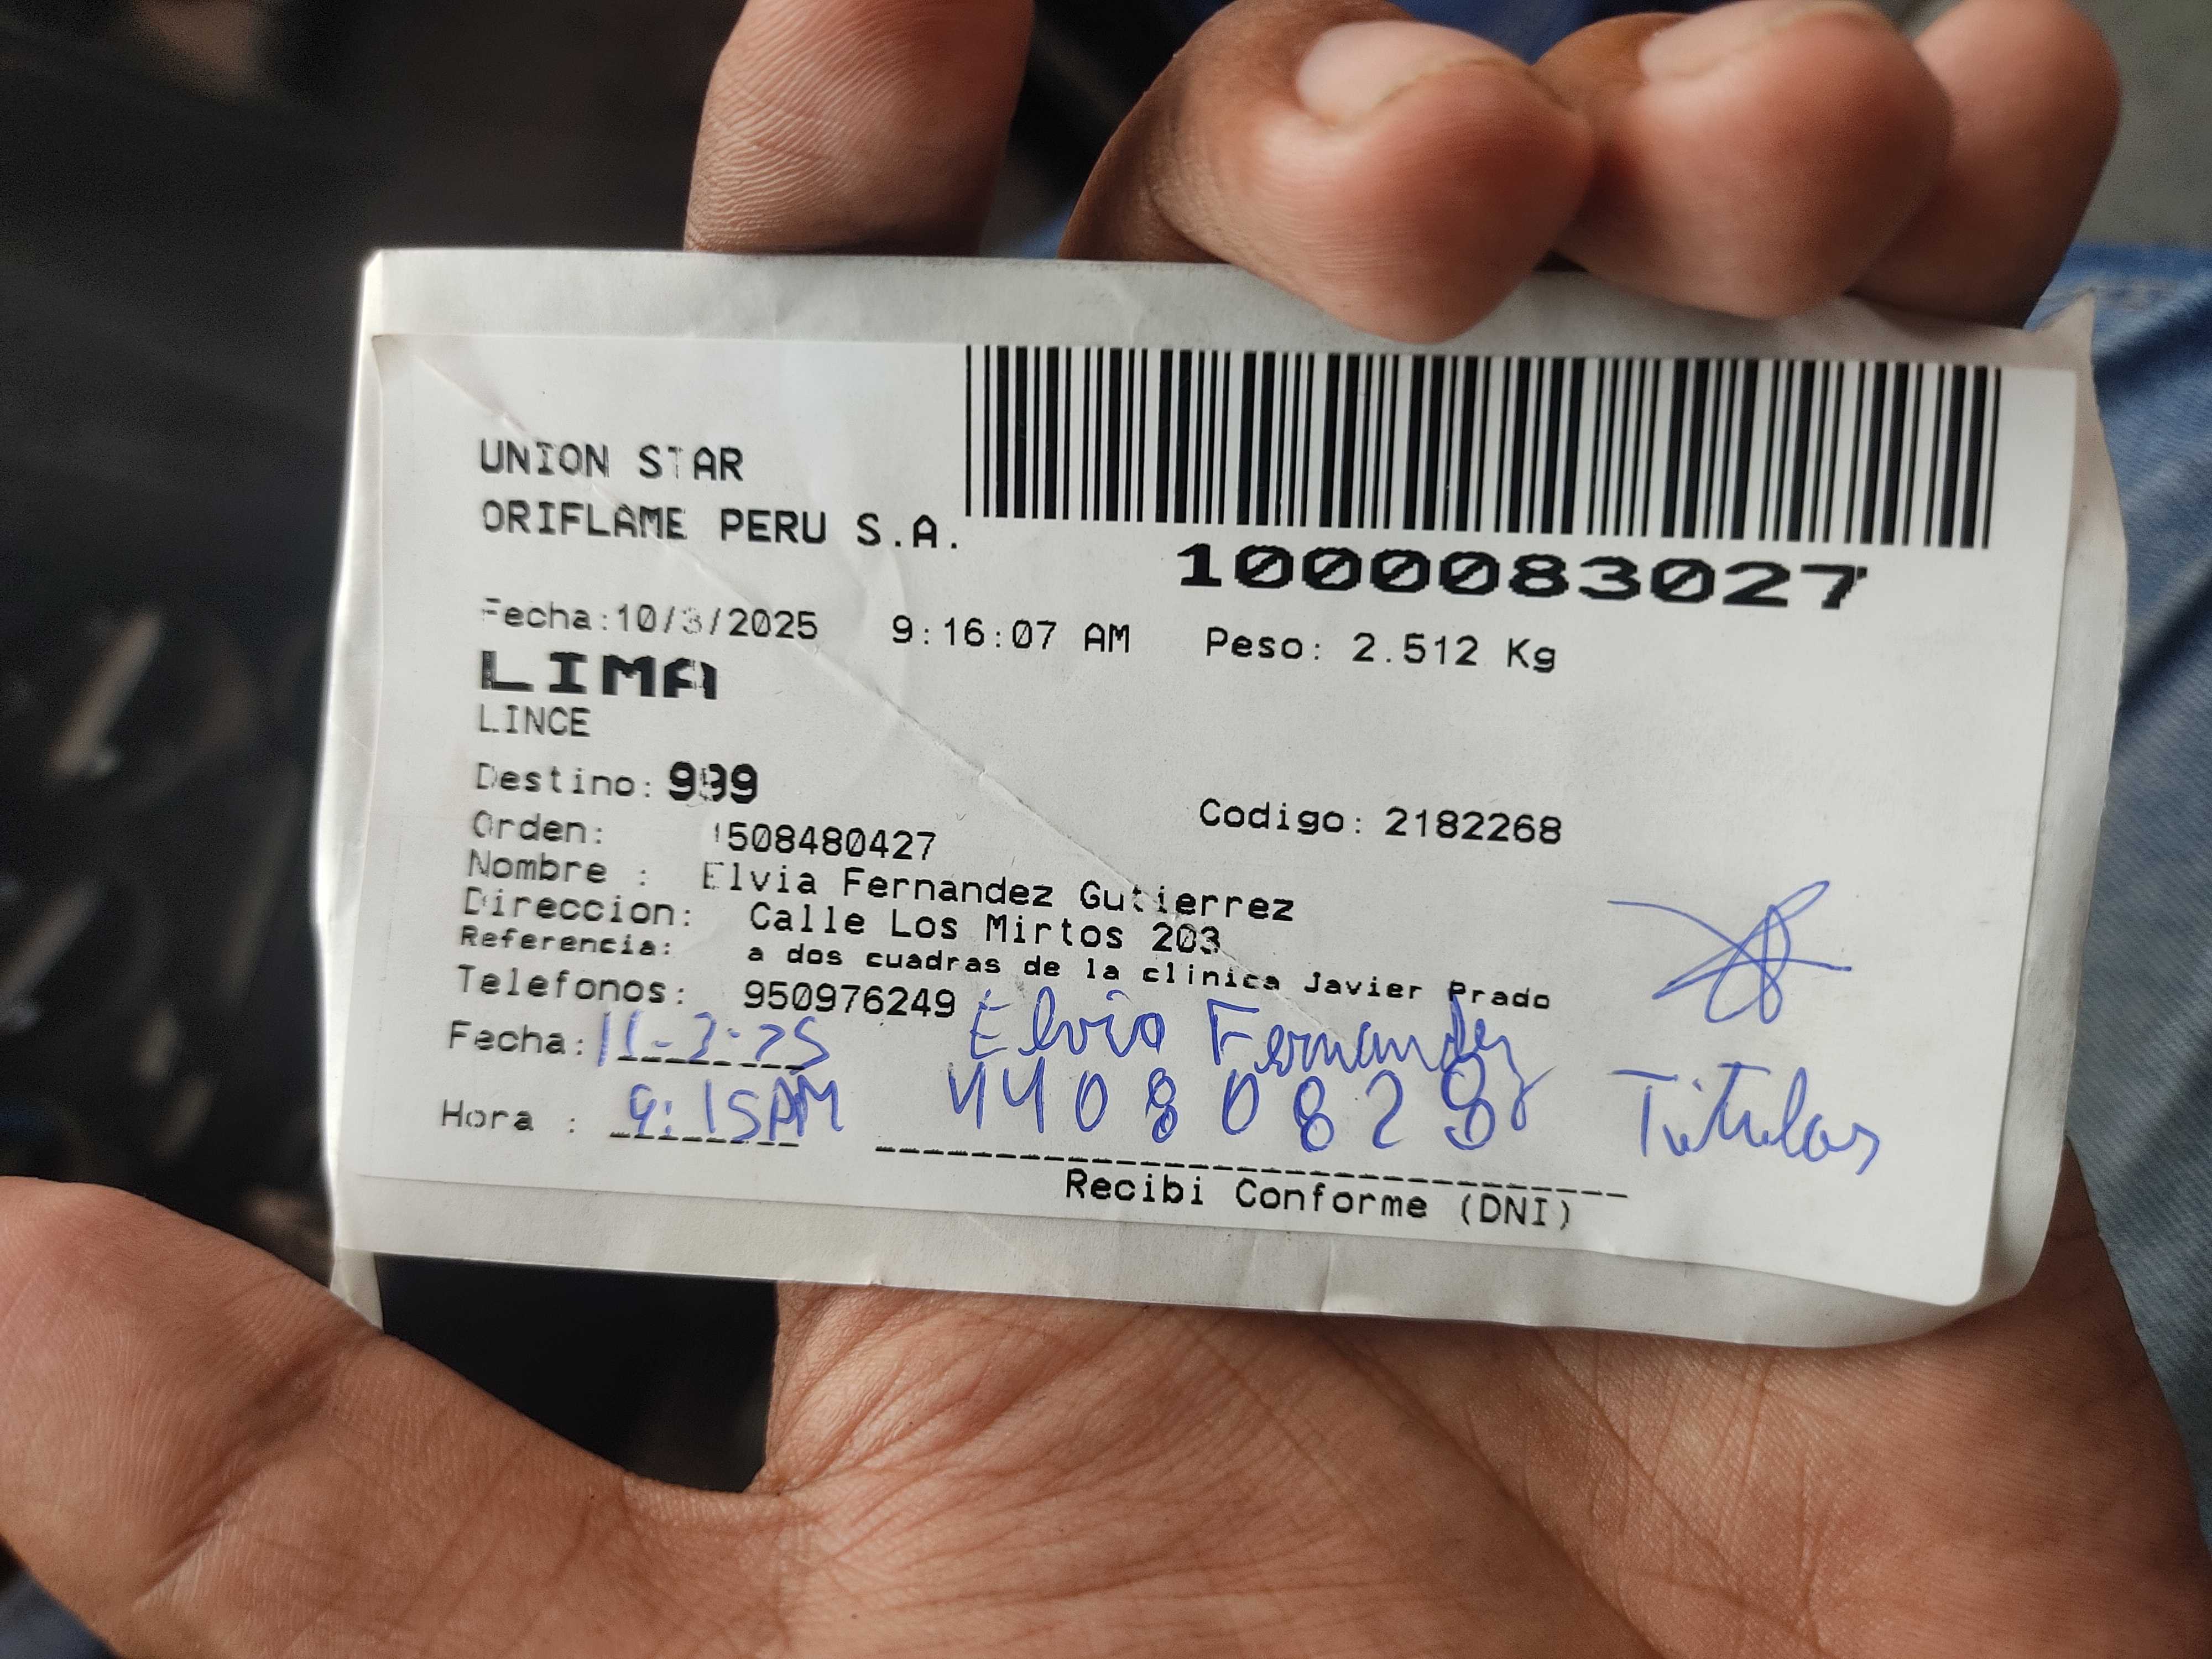 UNION STAR
ORIFLAME PERU S.A.
1000083027
Fecha:10/3/2025 9:16:07 AM Peso: 2.512 Kg
LIMA
LINCE
Destino: 999
Codigo: 2182268
Orden: 1508480427
Nombre : Elvia Fernandez Gutierrez
Direccion: Calle Los Mirtos 203
Referencia: a dos cuadras de la clinica Javier Prado
Telefonos: 950976249
Elvia Fernandez
Fecha: 11-3-25
Hora : 9:15AM 44080828 Titular
Recibi Conforme (DNI)